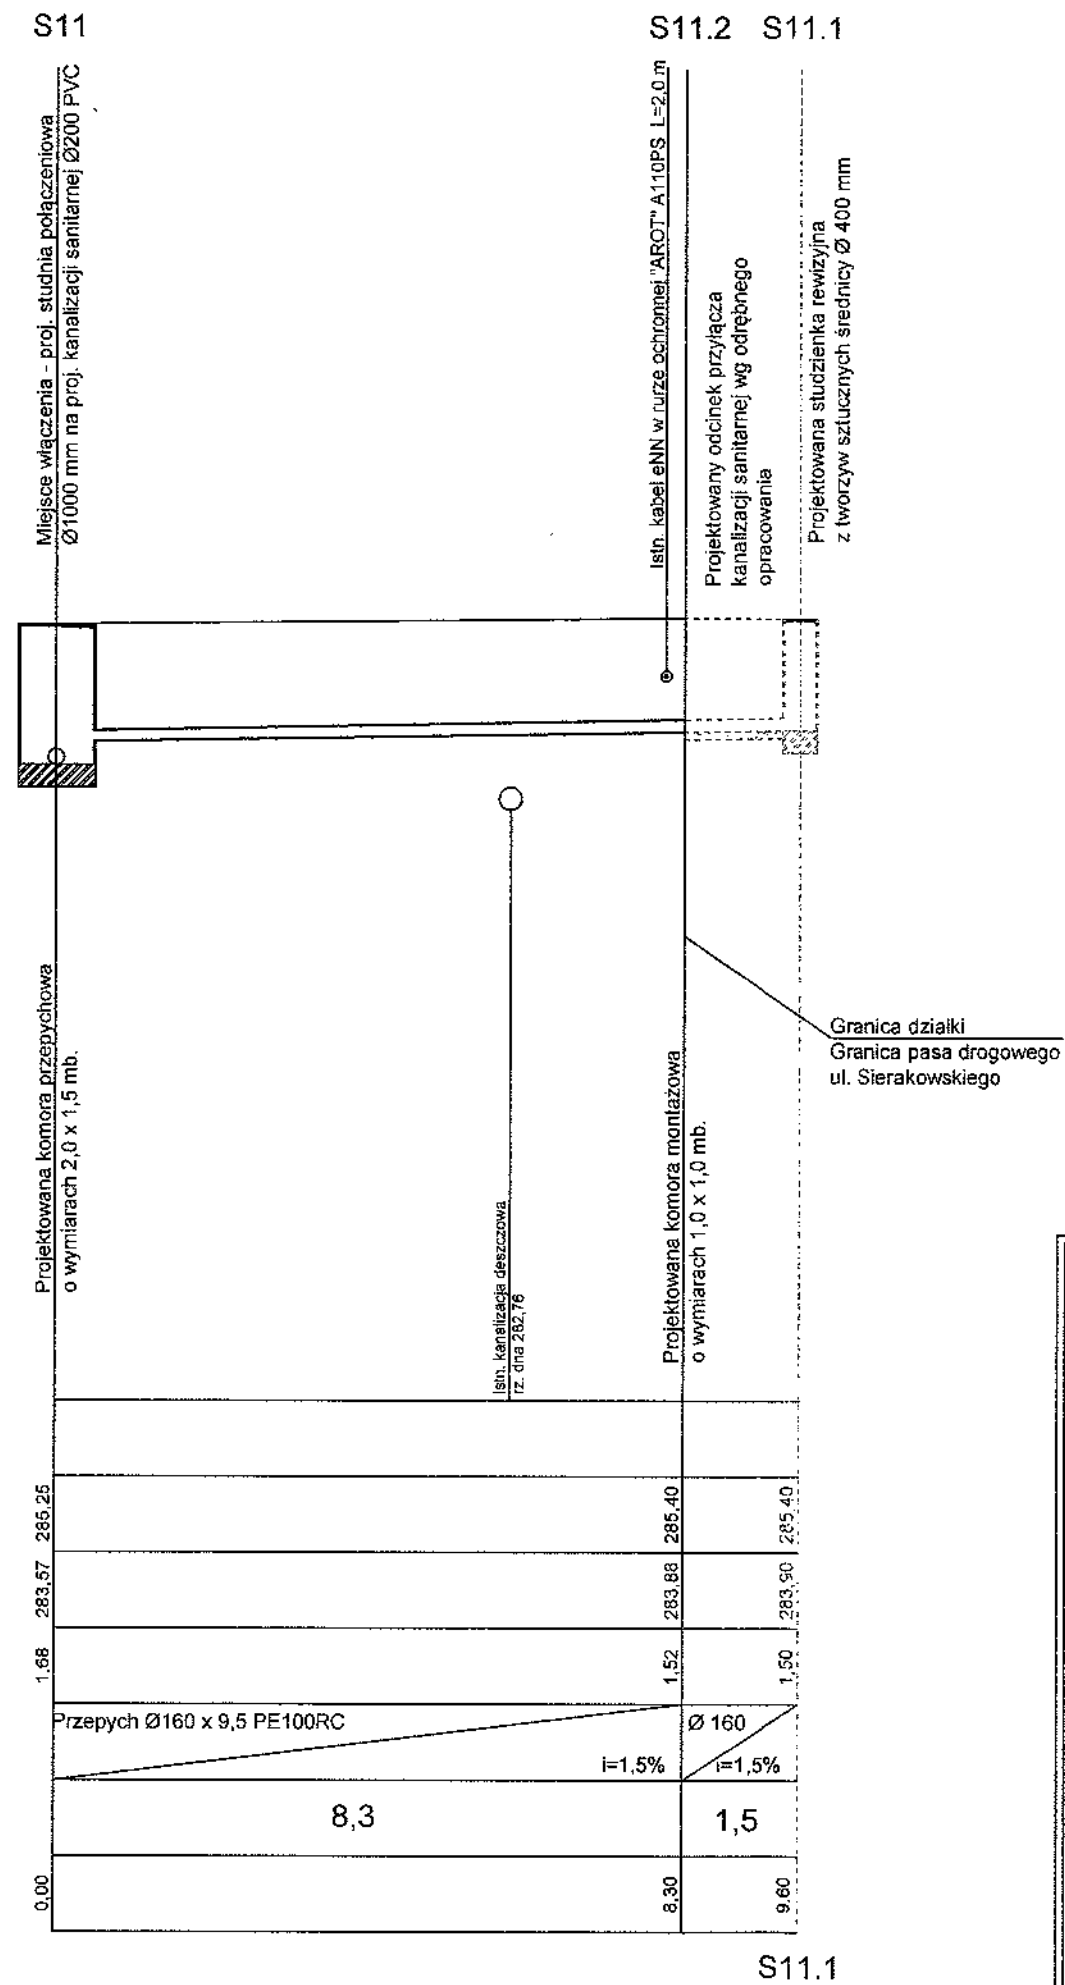 S11
S11.2
S11.1
Miejsce włączenia - proj. studnia połączeniowa
Ø1000 mm na proj. kanalizacji sanitarnej Ø200 PVC
Istn. kabel eNN w rurze ochronnej "AROT" A110PS L=2,0 m
Projektowany odcinek przyłącza
kanalizacji sanitarnej wg odrębnego
opracowania
Projektowana studzienka rewizyjna
z tworzyw sztucznych średnicy Ø 400 mm
Projektowana komora przepychowa
o wymiarach 2,0 x 1,5 mb.
Istn. kanalizacja deszczowa
rz. dna 282,76
Projektowana komora montażowa
o wymiarach 1,0 x 1,0 mb.
Granica działki
Granica pasa drogowego
ul. Sierakowskiego
285,25
285,40
285,40
283,57
283,88
283,90
1,68
1,52
1,50
Przepych Ø160 x 9,5 PE100RC
i=1,5%
Ø 160
i=1,5%
8,3
1,5
0,00
8,30
9,60
S11.1